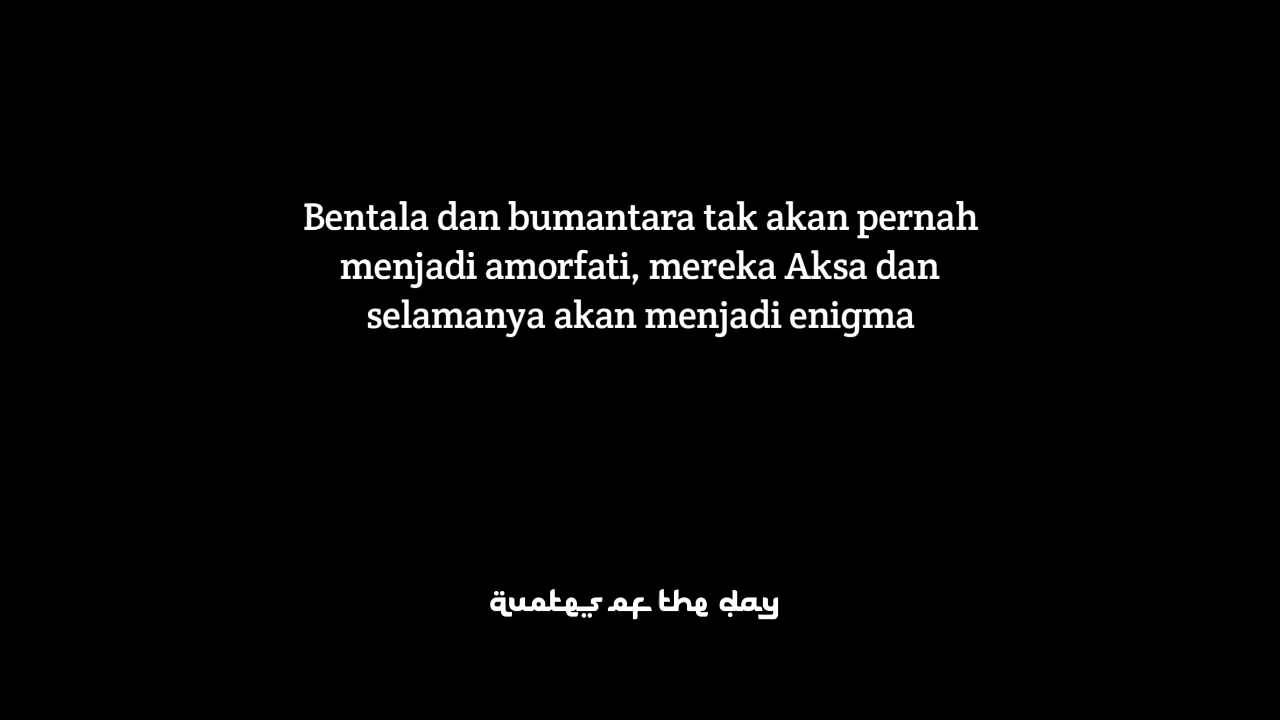 Bentala dan bumantara tak akan pernah
menjadi amorfati, mereka Aksa dan
selamanya akan menjadi enigma
quotes of the day